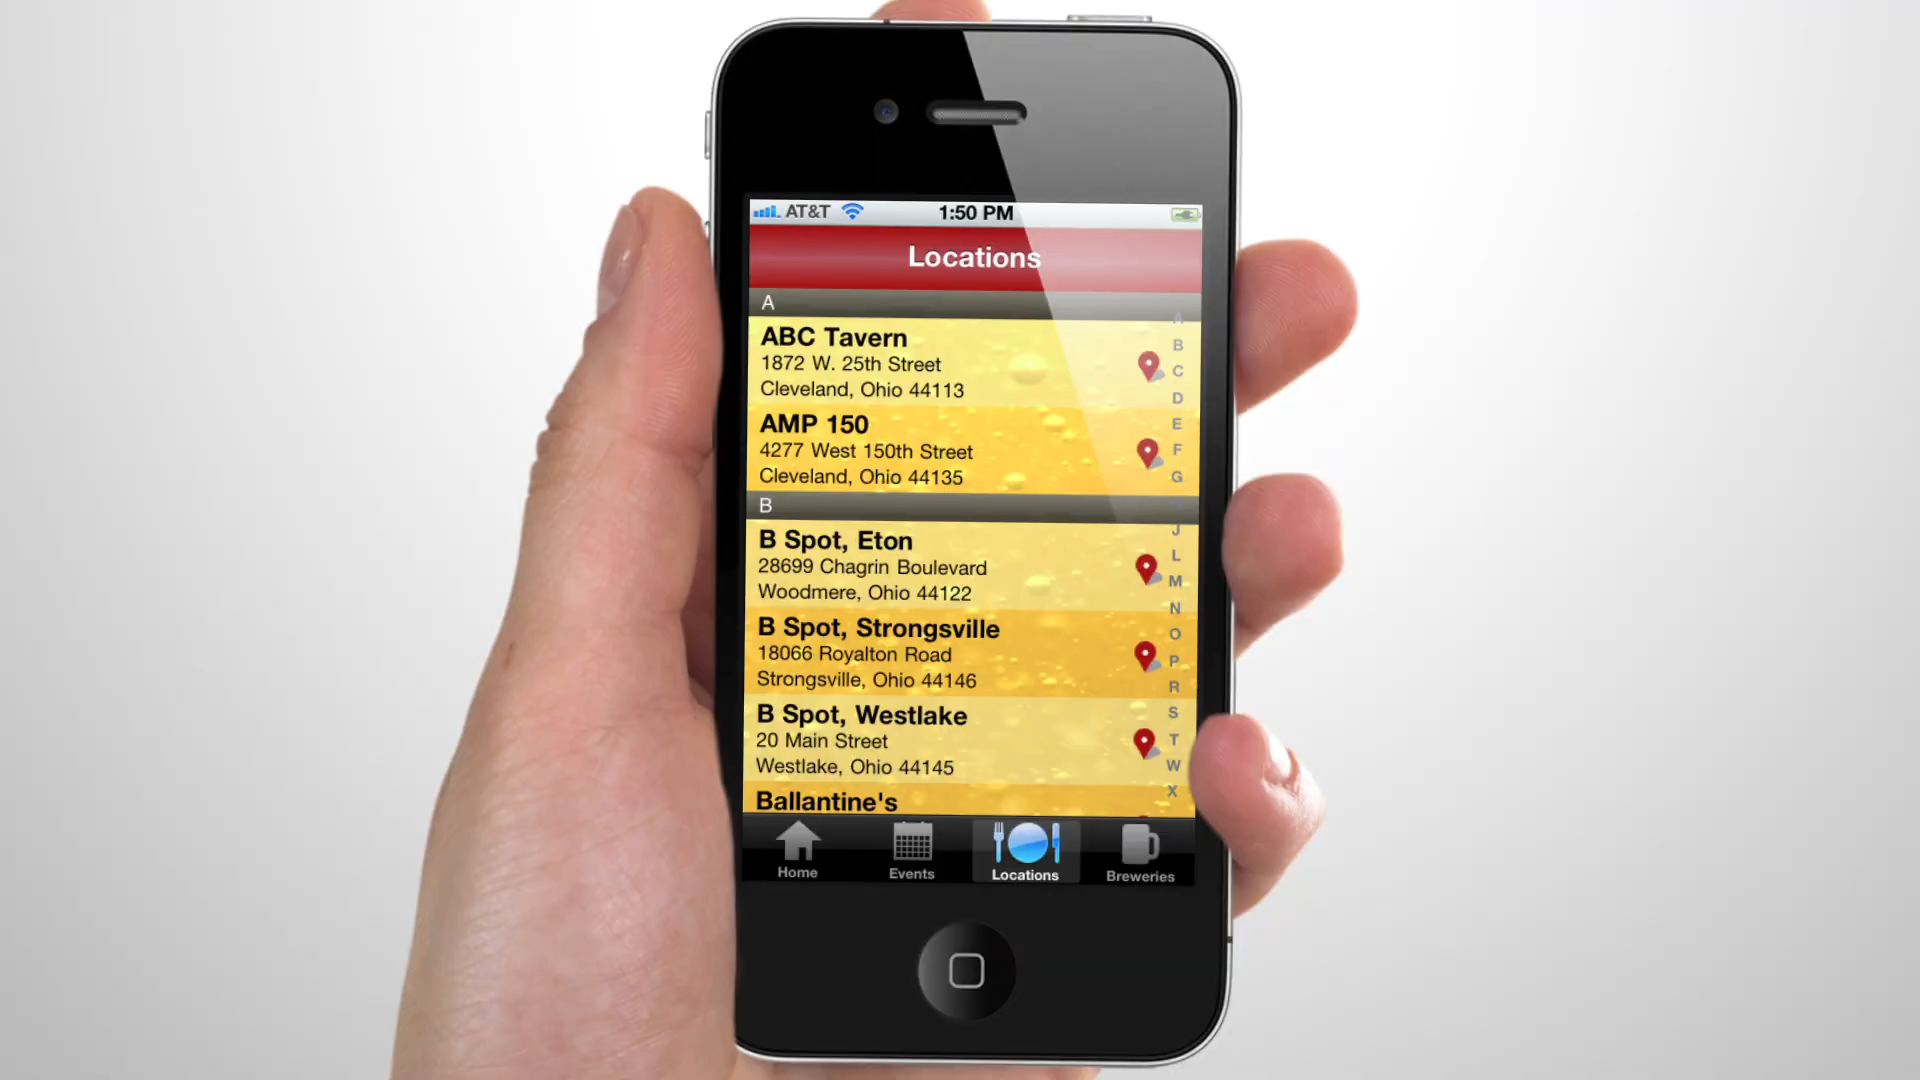 AT&T 1:50 PM
Locations
A
ABC Tavern
1872 W. 25th Street
Cleveland, Ohio 44113
AMP 150
4277 West 150th Street
Cleveland, Ohio 44135
B
B Spot, Eton
28699 Chagrin Boulevard
Woodmere, Ohio 44122
B Spot, Strongsville
18066 Royalton Road
Strongsville, Ohio 44146
B Spot, Westlake
20 Main Street
Westlake, Ohio 44145
Ballantine's
A
B
C
D
E
F
G
J
L
M
N
O
P
R
S
T
W
X
Home Events Locations Breweries